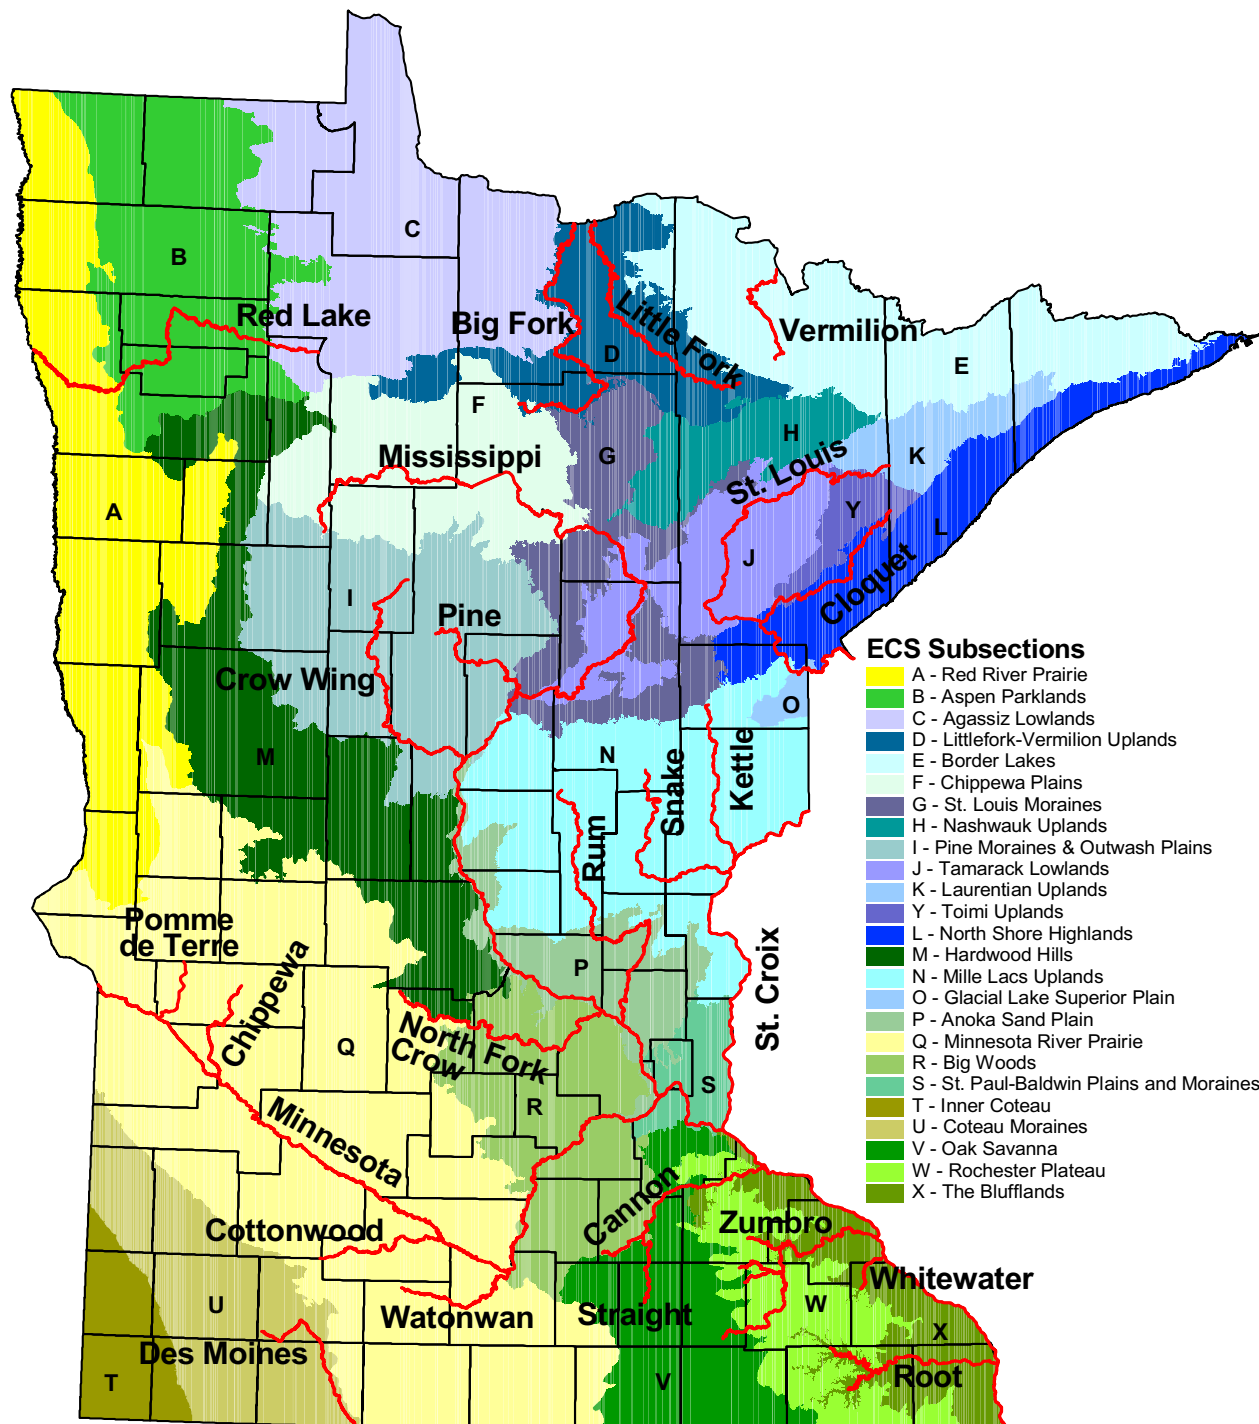 C
B
Red Lake
Big Fork
Little Fork
Vermilion
D
E
F
Mississippi
G
H
St. Louis
K
A
Y
L
J
I
Pine
Cloquet
Crow Wing
O
M
N
Kettle
Snake
Rum
Pomme
de Terre
Chippewa
P
St. Croix
North Fork
Crow
Q
S
R
Minnesota
Cannon
Cottonwood
Zumbro
Whitewater
U
Watonwan
Straight
W
X
Des Moines
T
V
Root
ECS Subsections
A - Red River Prairie
B - Aspen Parklands
C - Agassiz Lowlands
D - Littlefork-Vermilion Uplands
E - Border Lakes
F - Chippewa Plains
G - St. Louis Moraines
H - Nashwauk Uplands
I - Pine Moraines & Outwash Plains
J - Tamarack Lowlands
K - Laurentian Uplands
Y - Toimi Uplands
L - North Shore Highlands
M - Hardwood Hills
N - Mille Lacs Uplands
O - Glacial Lake Superior Plain
P - Anoka Sand Plain
Q - Minnesota River Prairie
R - Big Woods
S - St. Paul-Baldwin Plains and Moraines
T - Inner Coteau
U - Coteau Moraines
V - Oak Savanna
W - Rochester Plateau
X - The Blufflands